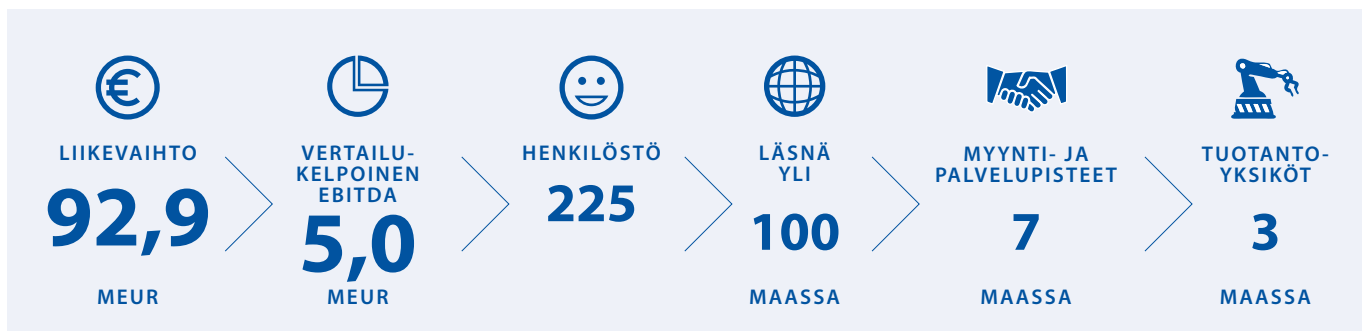 LIIKEVAIHTO
92,9
MEUR
VERTAILU-
KELPOINEN
EBITDA
5,0
MEUR
HENKILÖSTÖ
225
LÄSNÄ
YLI
100
MAASSA
MYYNTI- JA
PALVELUPISTEET
7
MAASSA
TUOTANTO-
YKSIKÖT
3
MAASSA